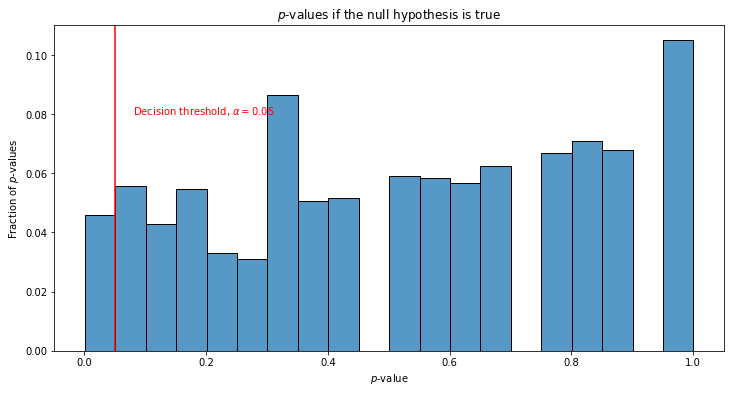 p-values if the null hypothesis is true
Fraction of p-values
0.10
0.08
0.06
0.04
0.02
0.00
Decision threshold, α = 0.05
0.0 0.2 0.4 0.6 0.8 1.0
p-value